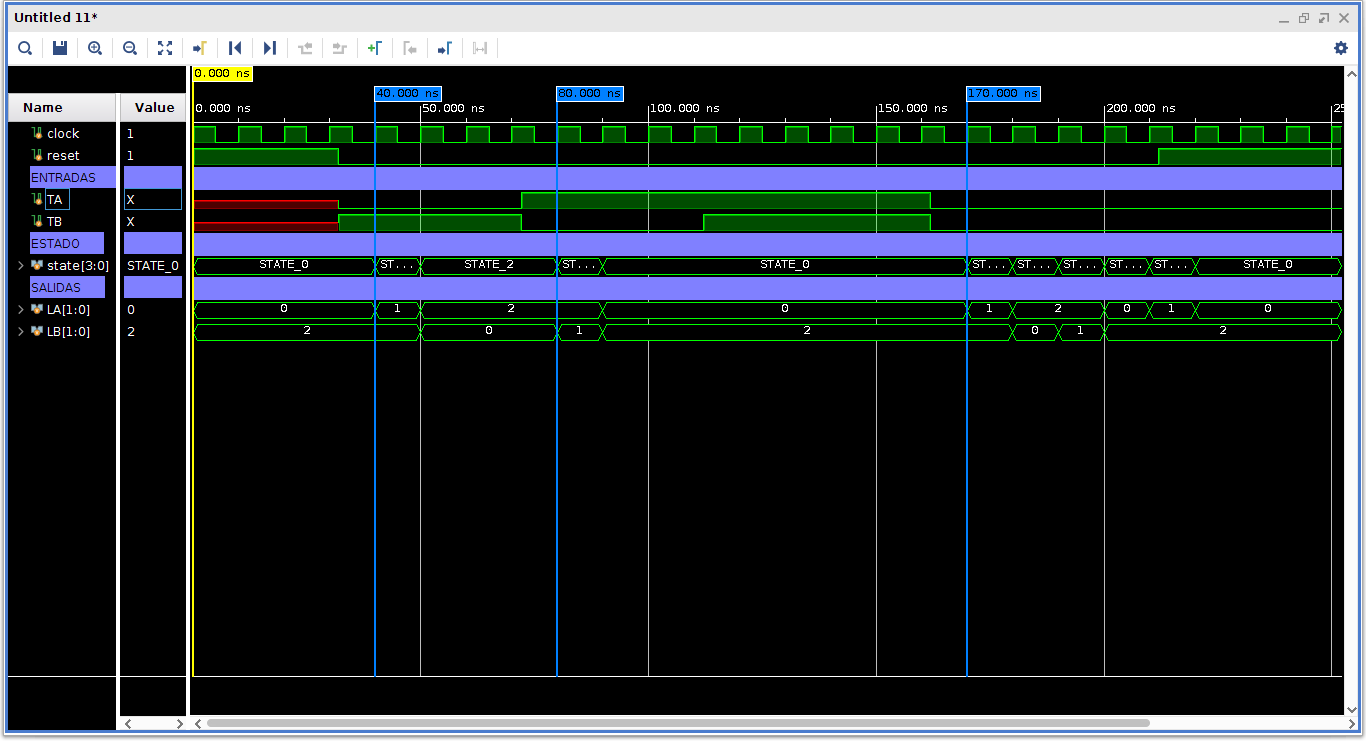 Untitled 11*
0.000 ns
40.000 ns 80.000 ns 170.000 ns
Name Value 0.000 ns 50.000 ns 100.000 ns 150.000 ns 200.000 ns 25
clock 1
reset 1
ENTRADAS
TA X
TB X
ESTADO
state[3:0] STATE_0 STATE_0 ST... STATE_2 ST... STATE_0 ST... ST... ST... ST... ST... STATE_0
SALIDAS
LA[1:0] 0 0 1 2 0 1 2 0 1 0
LB[1:0] 2 2 0 1 2 0 1 2